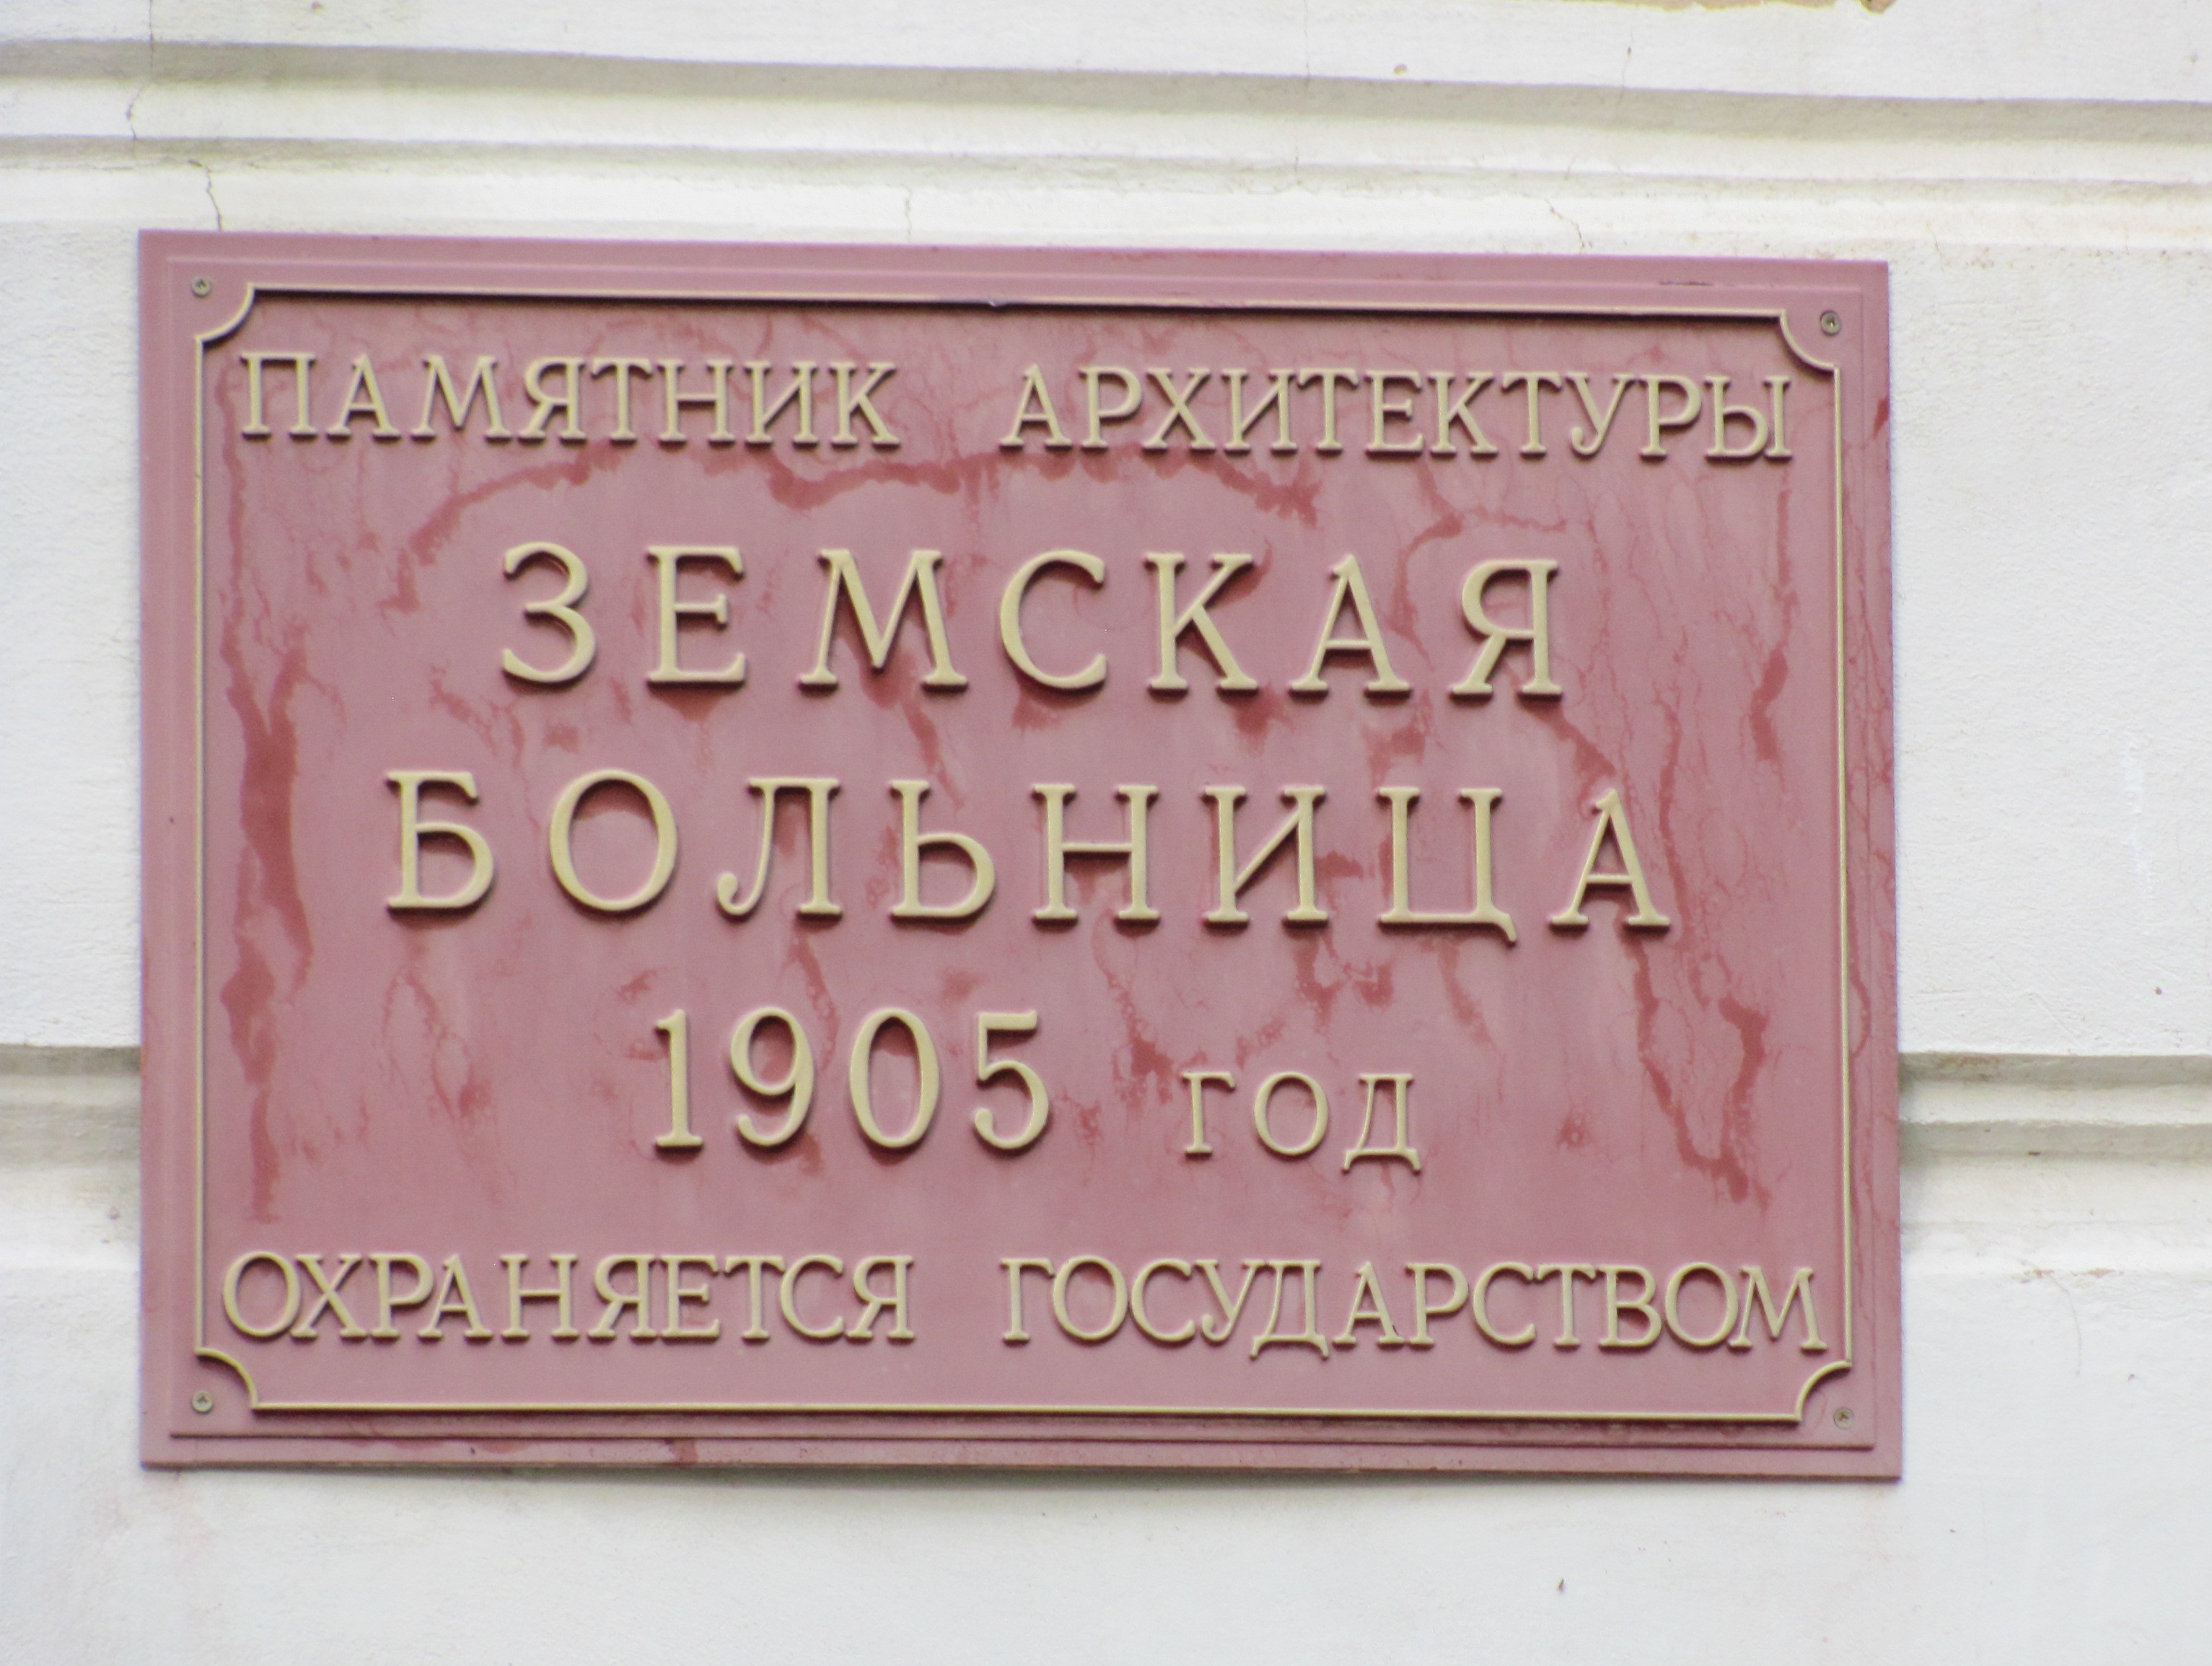 ПАМЯТНИК АРХИТЕКТУРЫ
ЗЕМСКАЯ
БОЛЬНИЦА
1905 ГОД
ОХРАНЯЕТСЯ ГОСУДАРСТВОМ